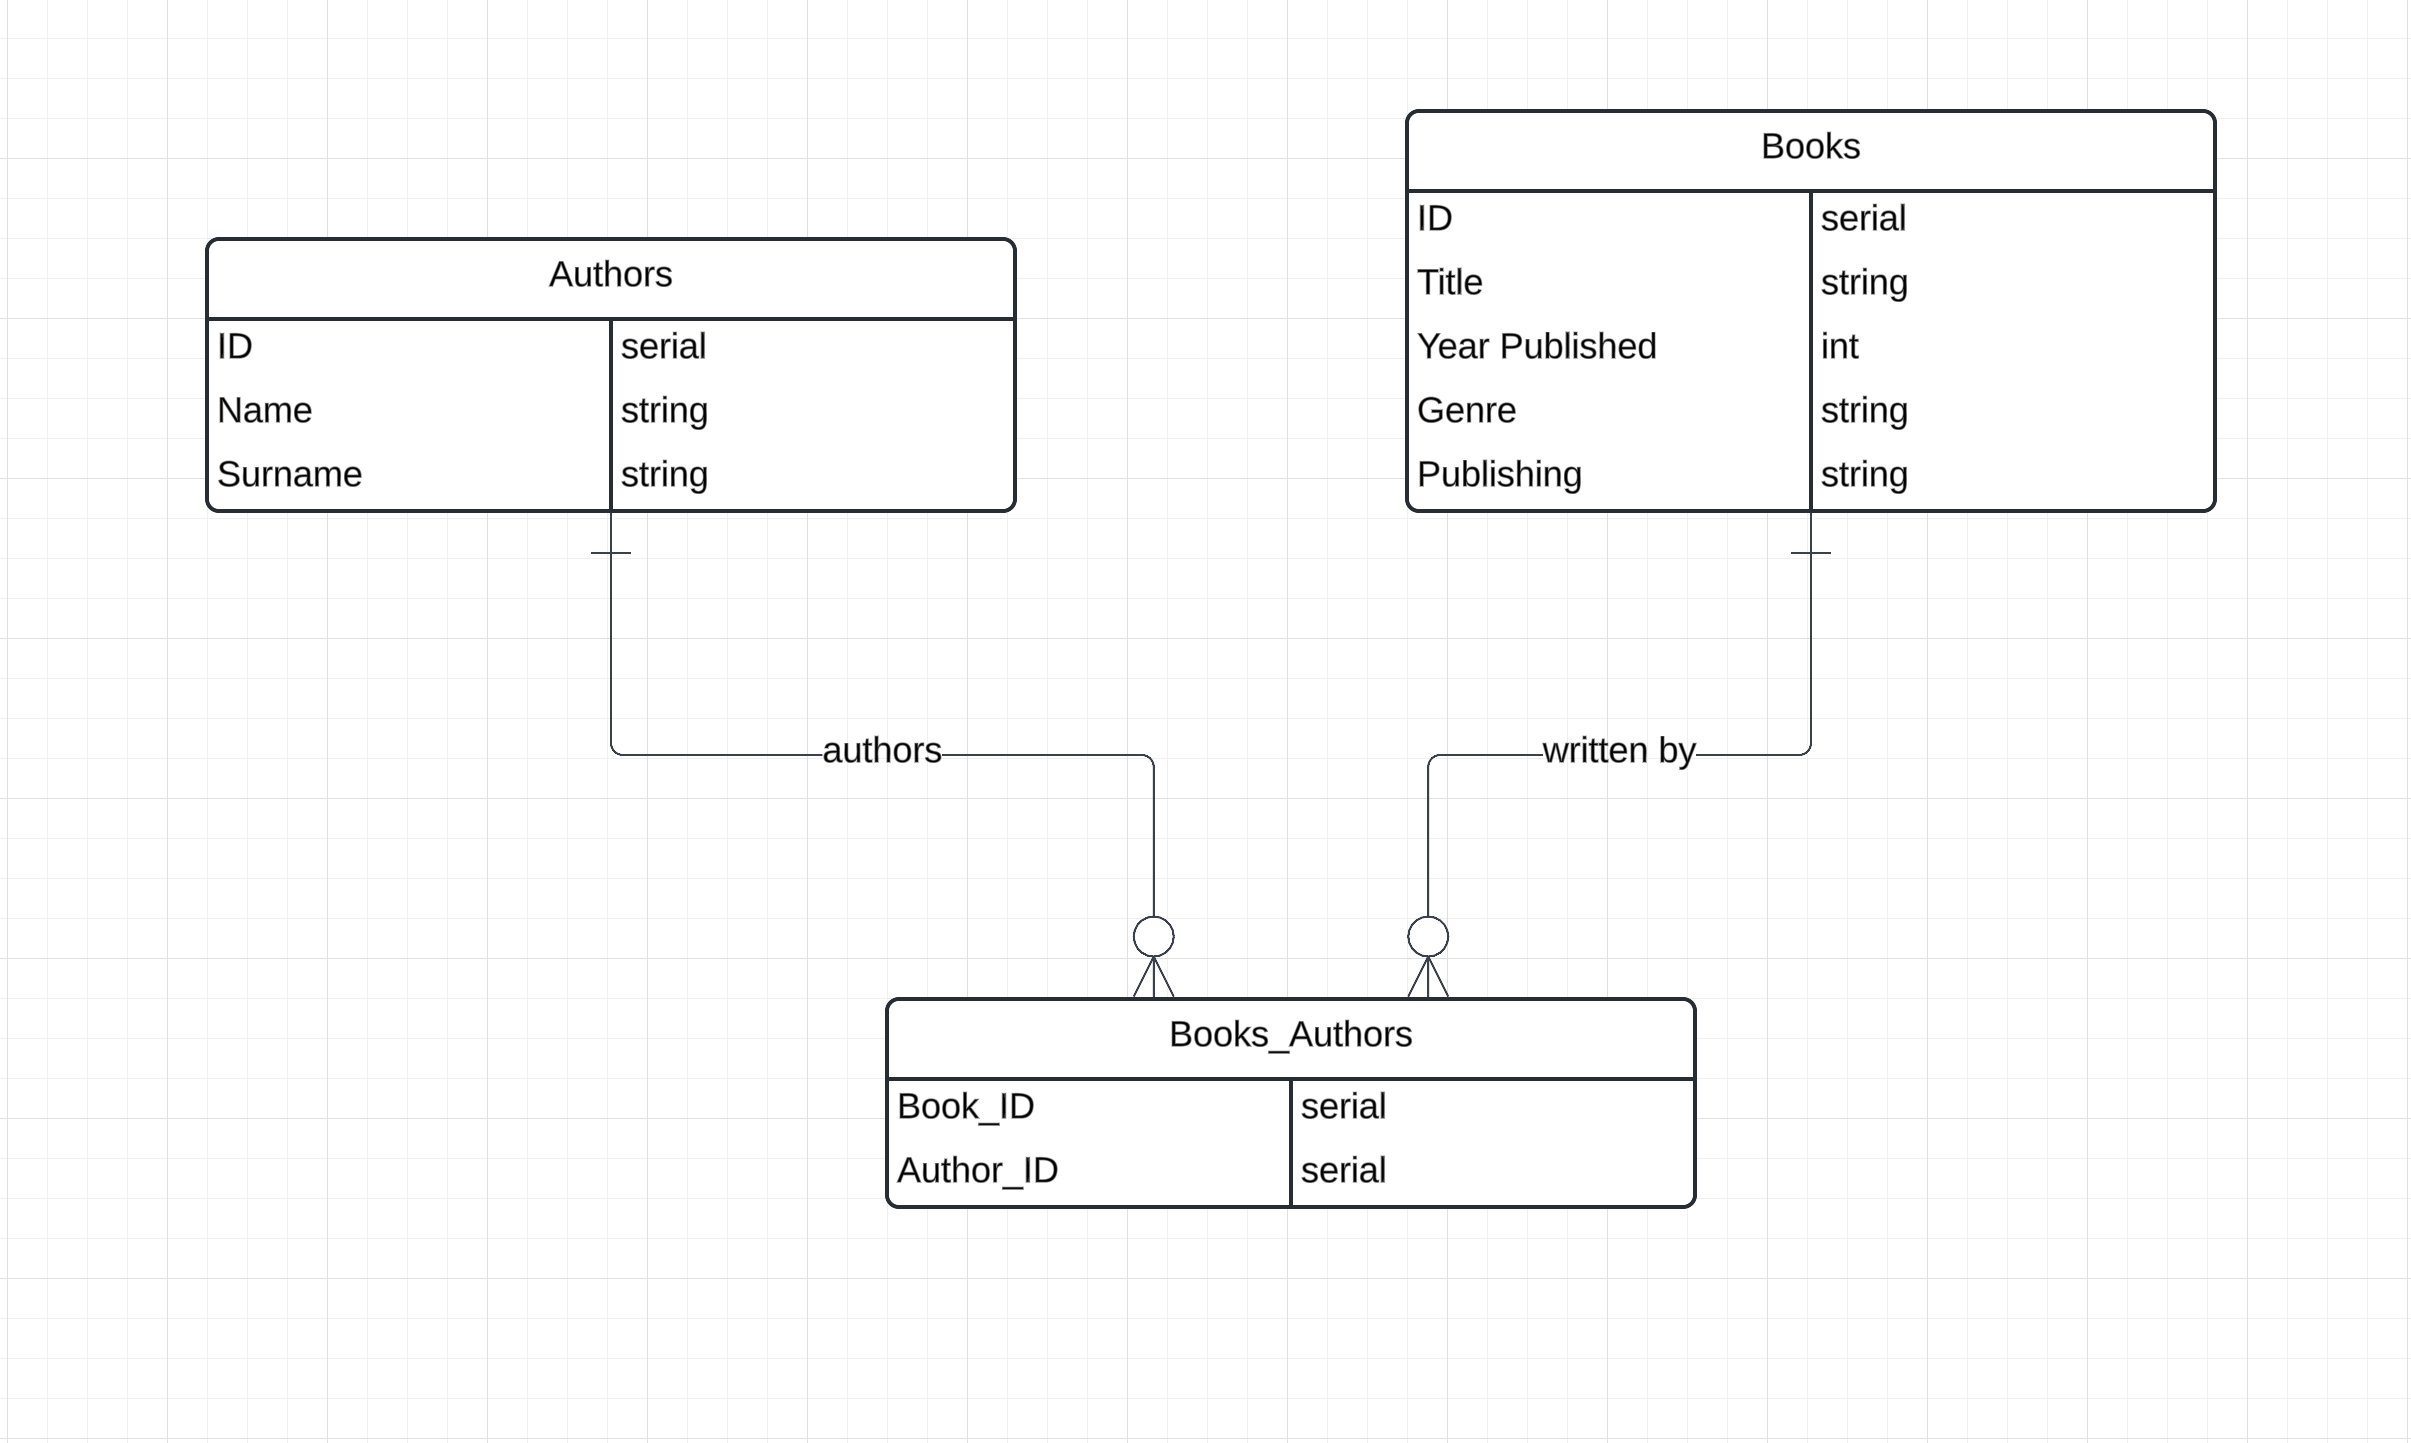 Authors
ID serial
Name string
Surname string
Books
ID serial
Title string
Year Published int
Genre string
Publishing string
authors
written by
Books_Authors
Book_ID serial
Author_ID serial